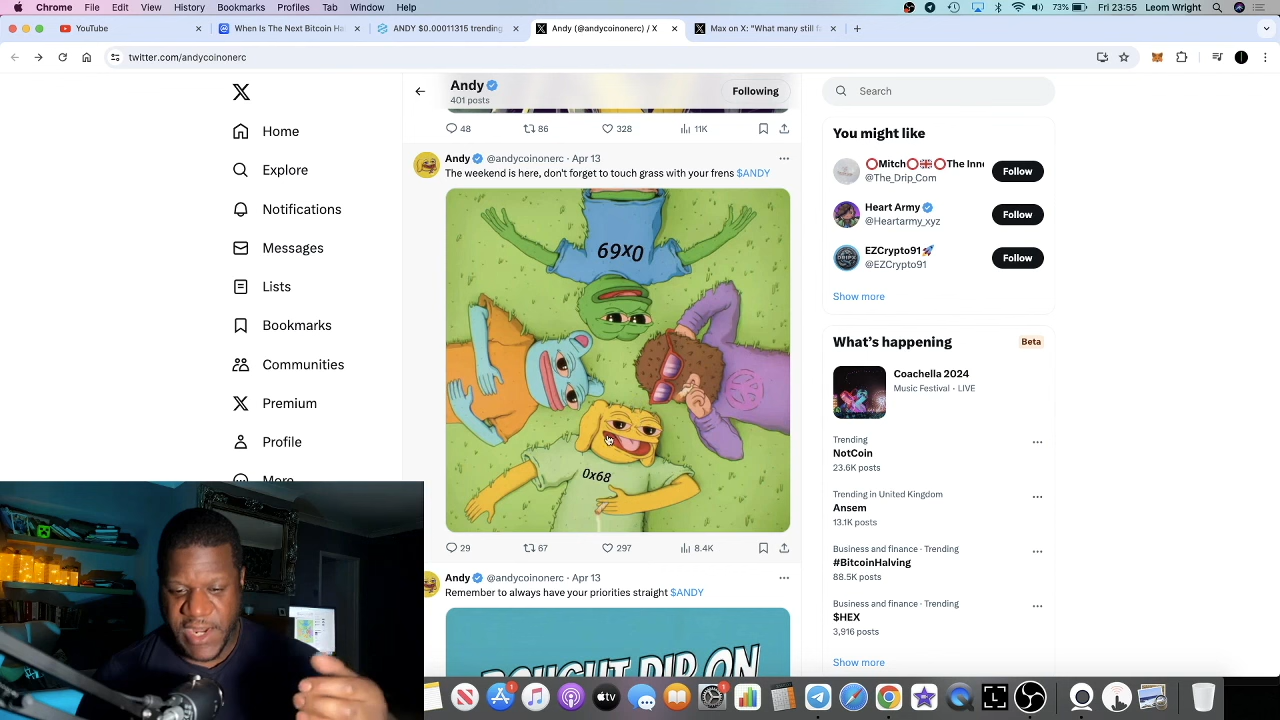 Chrome File Edit View History Bookmarks Profiles Tab Window Help
73% Fri 23:55 Leom Wright
YouTube
When Is The Next Bitcoin Ha
ANDY $0.00011315 trending
Andy (@andycoinonerc) / X
Max on X: "What many still fa
twitter.com/andycoinonerc
Home
Explore
Notifications
Messages
Lists
Bookmarks
Communities
Premium
Profile
More
Andy
401 posts
Following
48 86 328 11K
Andy @andycoinonerc · Apr 13
The weekend is here, don't forget to touch grass with your frens $ANDY
69x0
0x68
29 67 297 8.4K
Andy @andycoinonerc · Apr 13
Remember to always have your priorities straight $ANDY
BOUGHT DIP ON
Search
You might like
Mitch The Inn
@The_Drip_Com
Follow
Heart Army
@Heartarmy_xyz
Follow
EZCrypto91
@EZCrypto91
Follow
Show more
What's happening
Beta
Coachella 2024
Music Festival · LIVE
Trending
NotCoin
23.6K posts
Trending in United Kingdom
Ansem
13.1K posts
Business and finance · Trending
#BitcoinHalving
88.5K posts
Business and finance · Trending
$HEX
3,916 posts
Show more